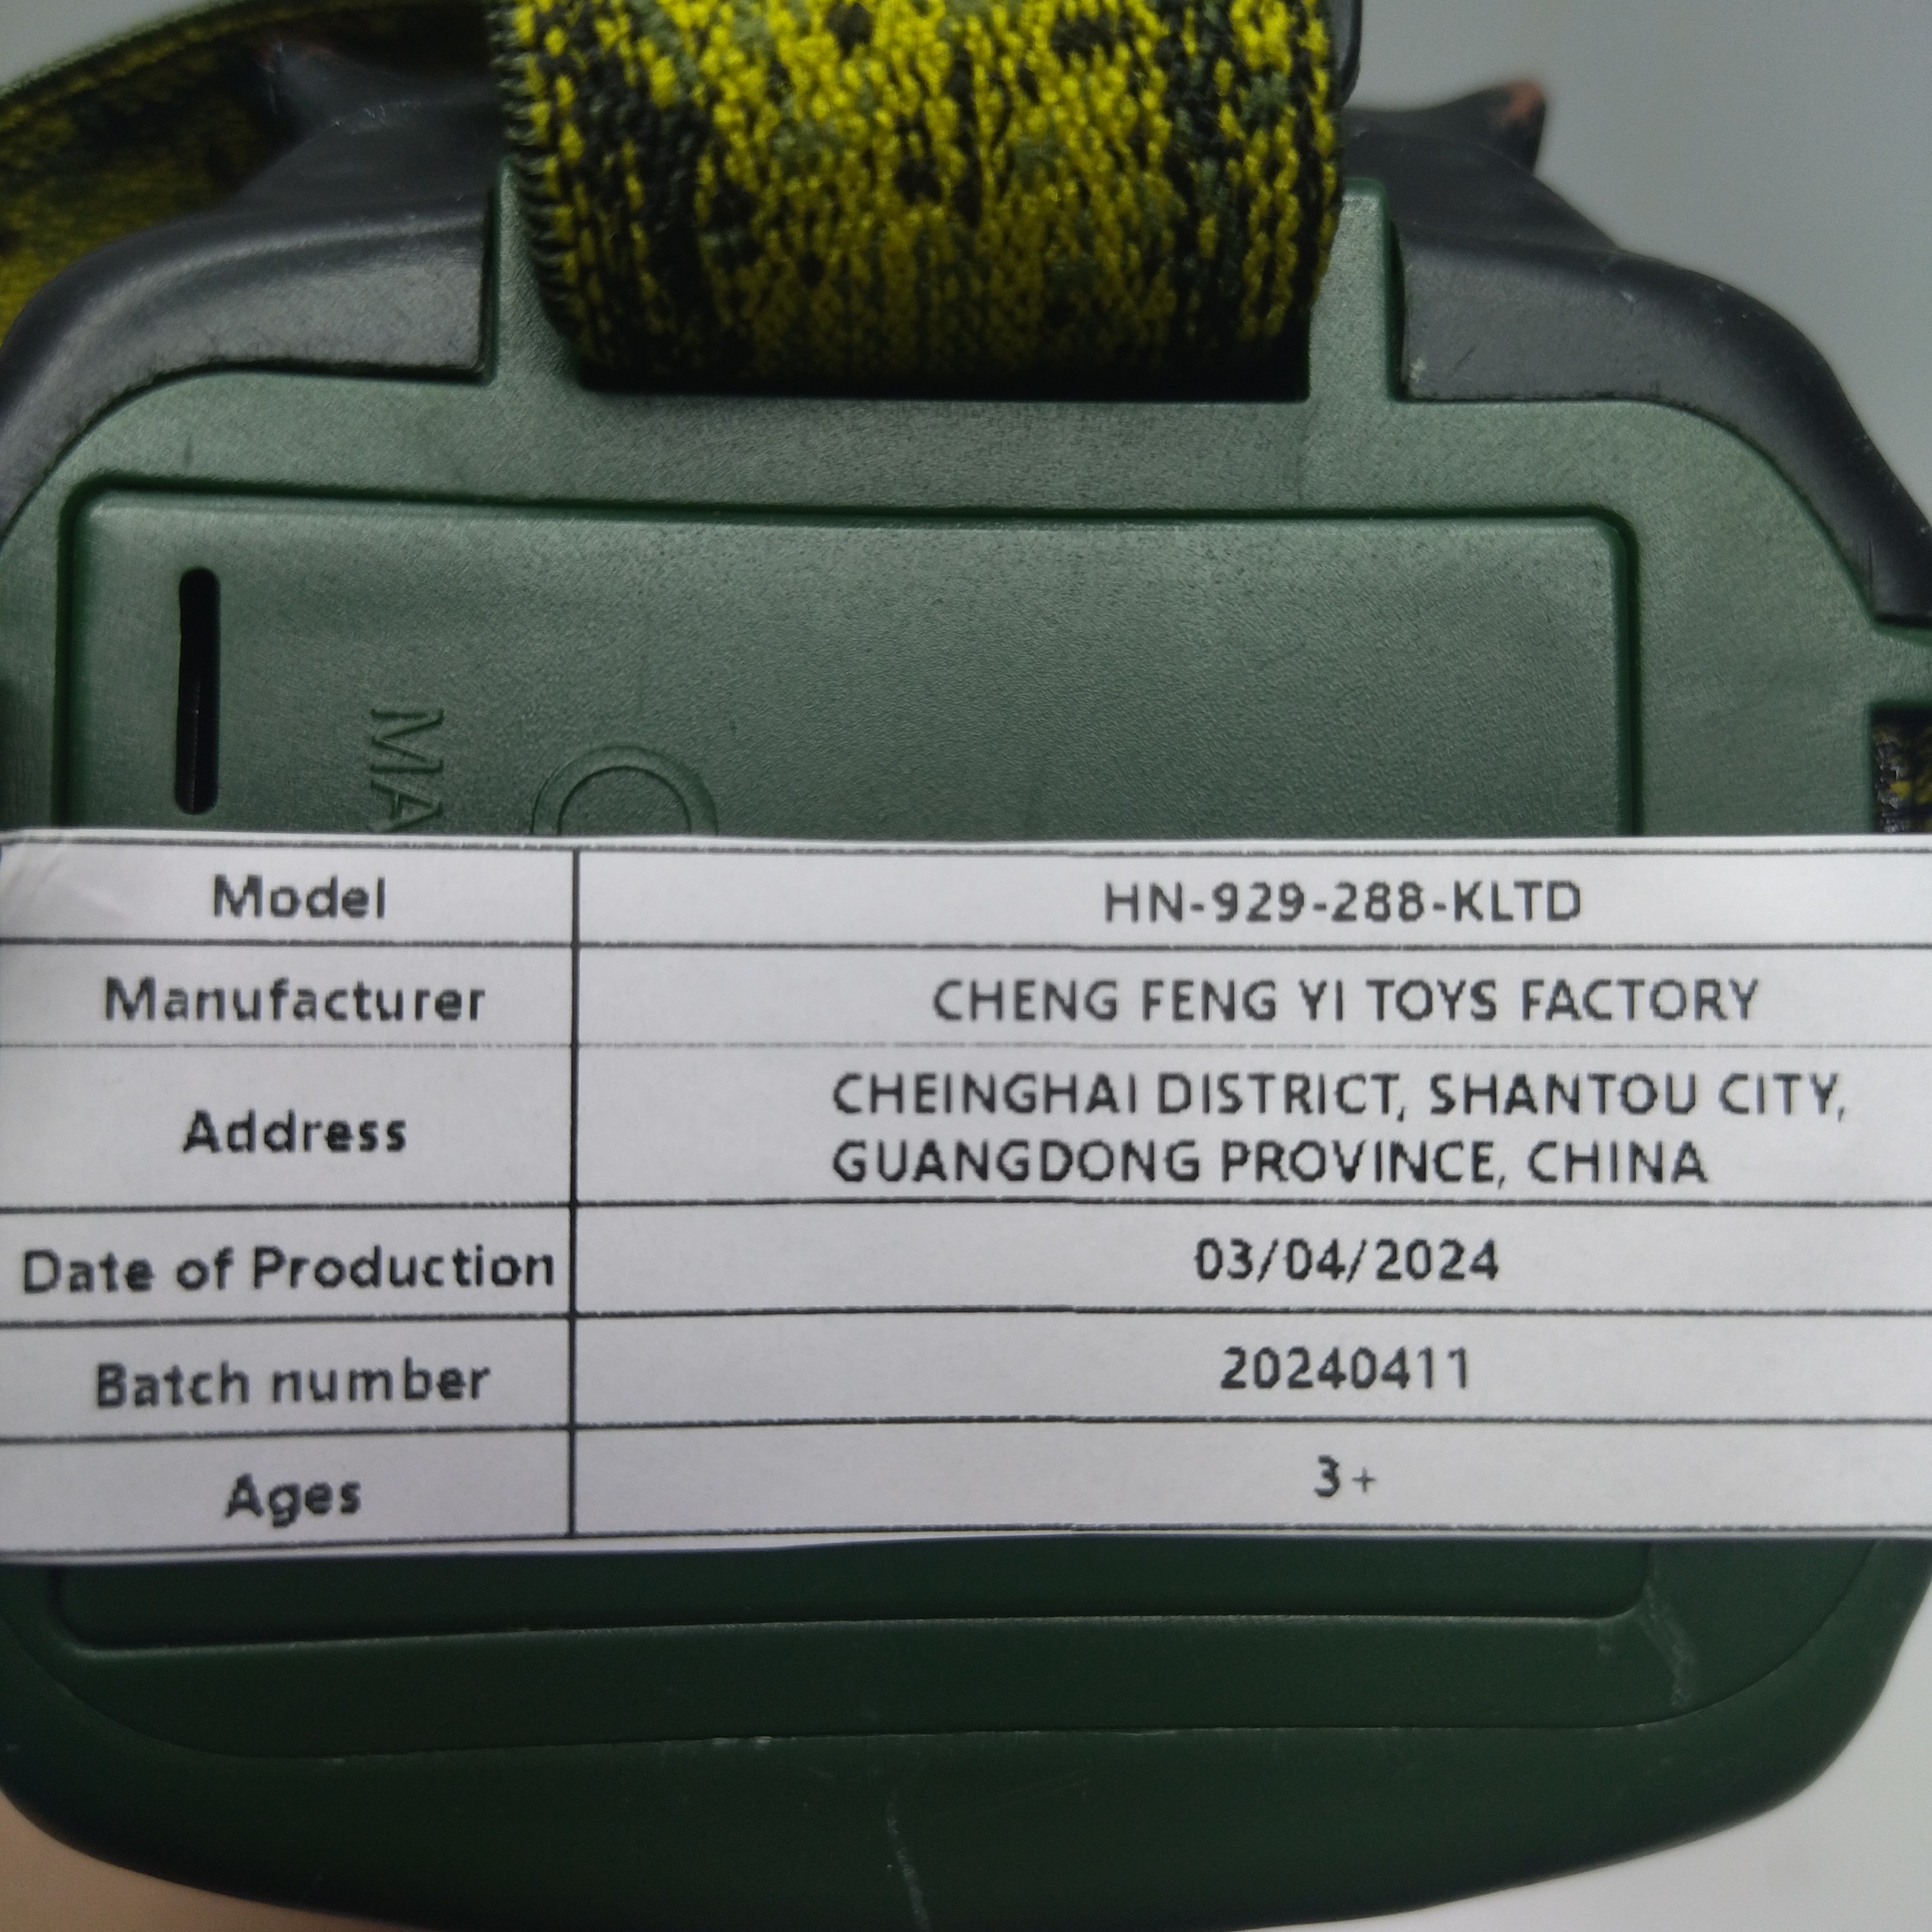 MA
Model HN-929-288-KLTD
Manufacturer CHENG FENG YI TOYS FACTORY
Address CHEINGHAI DISTRICT, SHANTOU CITY,
GUANGDONG PROVINCE, CHINA
Date of Production 03/04/2024
Batch number 20240411
Ages 3+